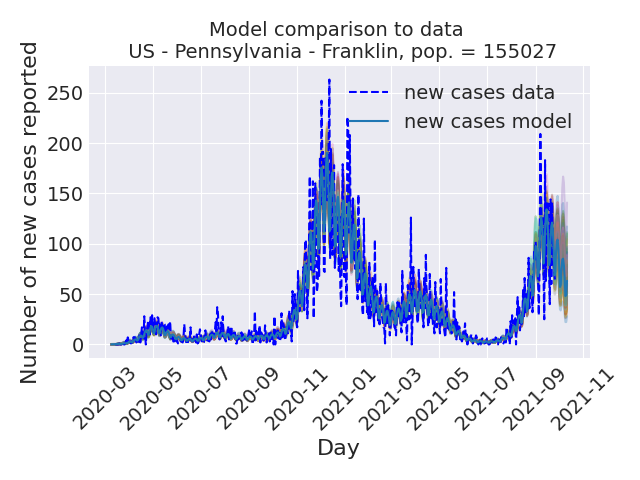 Model comparison to data
US - Pennsylvania - Franklin, pop. = 155027
Number of new cases reported
250
200
150
100
50
0
new cases data
new cases model
2020-03
2020-05
2020-07
2020-09
2020-11
2021-01
2021-03
2021-05
2021-07
2021-09
2021-11
Day